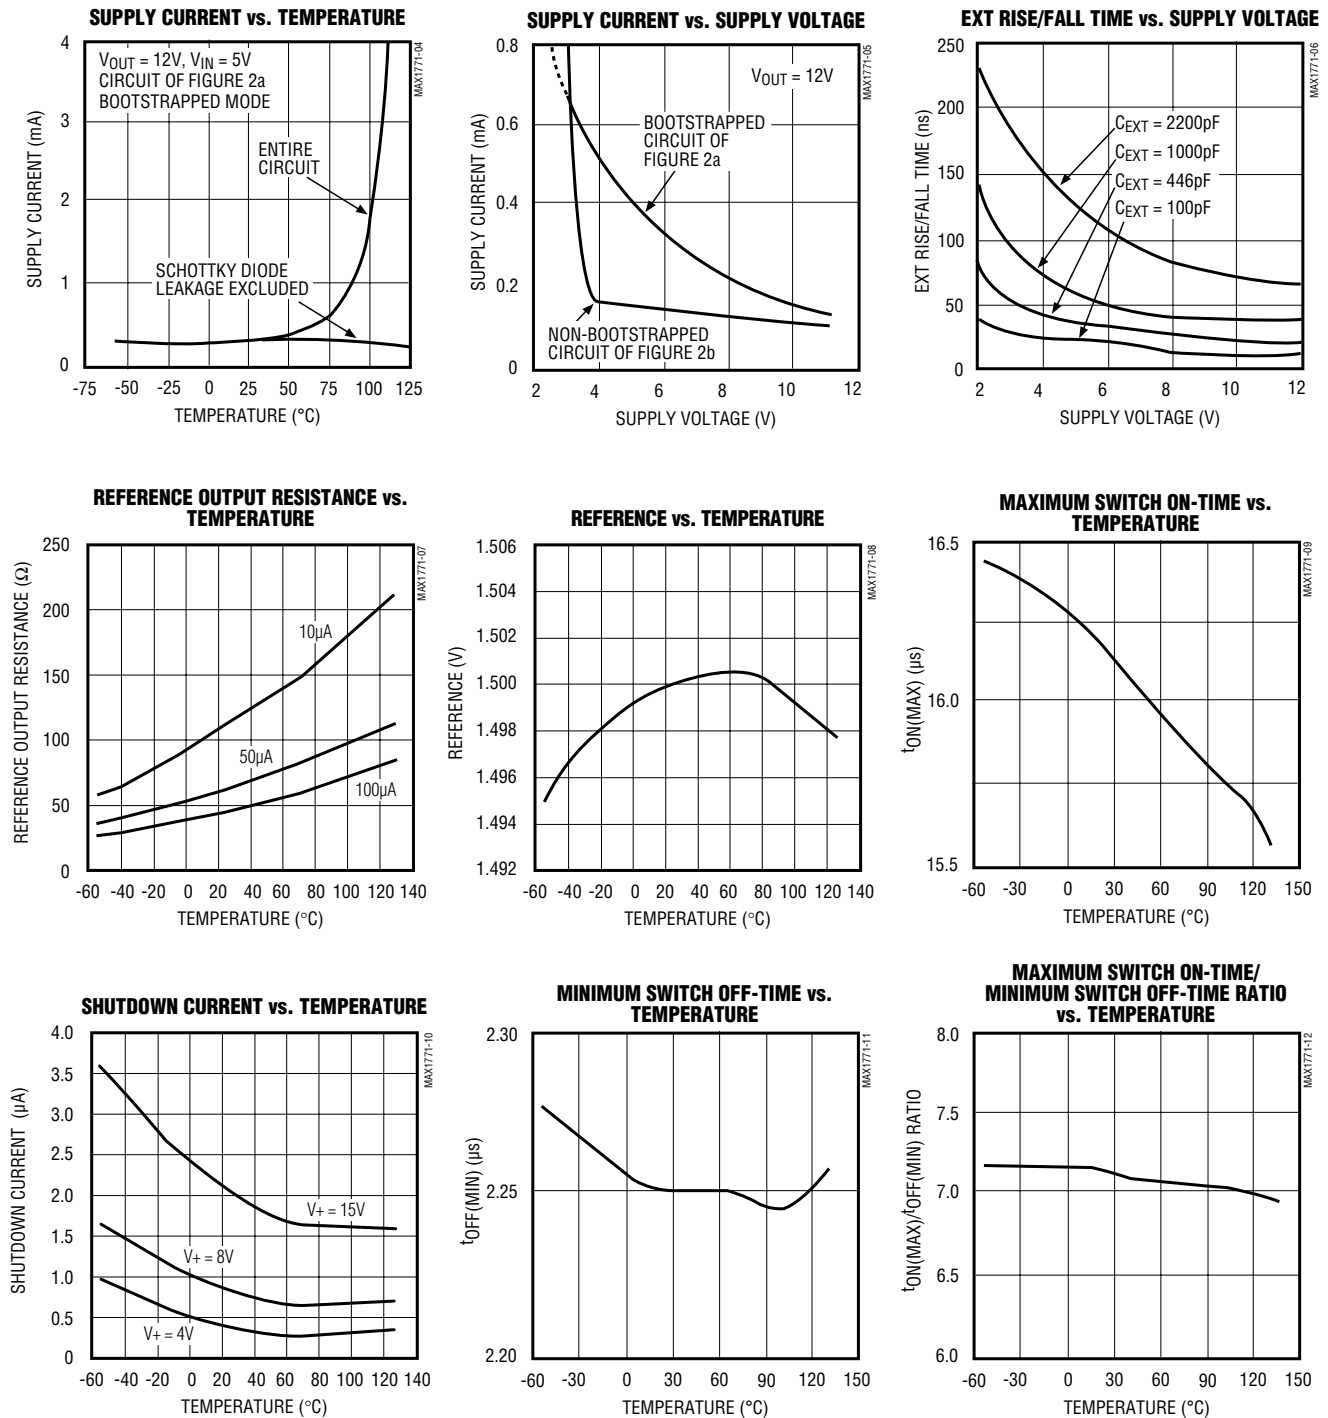 SUPPLY CURRENT vs. TEMPERATURE
4
3
2
1
0
SUPPLY CURRENT (mA)
VOUT = 12V, VIN = 5V
CIRCUIT OF FIGURE 2a
BOOTSTRAPPED MODE
ENTIRE
CIRCUIT
SCHOTTKY DIODE
LEAKAGE EXCLUDED
MAX1771-04
-75 -50 -25 0 25 50 75 100 125
TEMPERATURE (°C)
SUPPLY CURRENT vs. SUPPLY VOLTAGE
0.8
0.6
0.4
0.2
0
SUPPLY CURRENT (mA)
VOUT = 12V
BOOTSTRAPPED
CIRCUIT OF
FIGURE 2a
NON-BOOTSTRAPPED
CIRCUIT OF FIGURE 2b
MAX1771-05
2 4 6 8 10 12
SUPPLY VOLTAGE (V)
EXT RISE/FALL TIME vs. SUPPLY VOLTAGE
250
200
150
100
50
0
EXT RISE/FALL TIME (ns)
CEXT = 2200pF
CEXT = 1000pF
CEXT = 446pF
CEXT = 100pF
MAX1771-06
2 4 6 8 10 12
SUPPLY VOLTAGE (V)
REFERENCE OUTPUT RESISTANCE vs.
TEMPERATURE
250
200
150
100
50
0
REFERENCE OUTPUT RESISTANCE (Ω)
10µA
50µA
100µA
MAX1771-07
-60 -40 -20 0 20 40 60 80 100 120 140
TEMPERATURE (°C)
REFERENCE vs. TEMPERATURE
1.506
1.504
1.502
1.500
1.498
1.496
1.494
1.492
REFERENCE (V)
MAX1771-08
-60 -40 -20 0 20 40 60 80 100 120 140
TEMPERATURE (°C)
MAXIMUM SWITCH ON-TIME vs.
TEMPERATURE
16.5
16.0
15.5
tON(MAX) (µs)
MAX1771-09
-60 -30 0 30 60 90 120 150
TEMPERATURE (°C)
SHUTDOWN CURRENT vs. TEMPERATURE
4.0
3.5
3.0
2.5
2.0
1.5
1.0
0.5
0
SHUTDOWN CURRENT (µA)
V+ = 15V
V+ = 8V
V+ = 4V
MAX1771-10
-60 -40 -20 0 20 40 60 80 100 120 140
TEMPERATURE (°C)
MINIMUM SWITCH OFF-TIME vs.
TEMPERATURE
2.30
2.25
2.20
tOFF(MIN) (µs)
MAX1771-11
-60 -30 0 30 60 90 120 150
TEMPERATURE (°C)
MAXIMUM SWITCH ON-TIME/
MINIMUM SWITCH OFF-TIME RATIO
vs. TEMPERATURE
8.0
7.5
7.0
6.5
6.0
tON(MAX)/tOFF(MIN) RATIO
MAX1771-12
-60 -30 0 30 60 90 120 150
TEMPERATURE (°C)